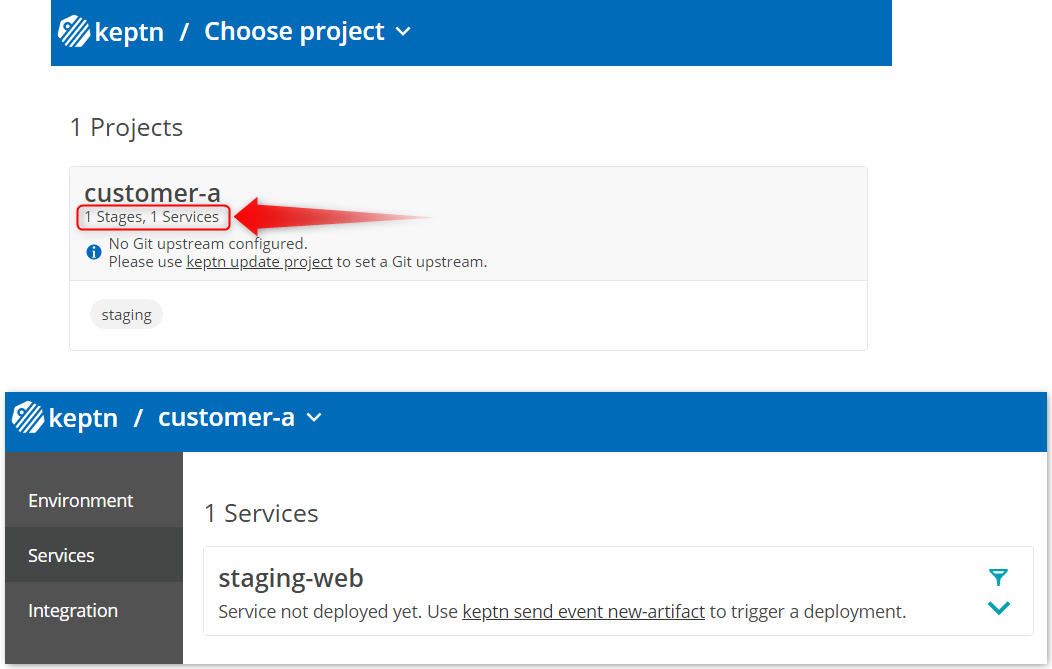 keptn / Choose project
1 Projects
customer-a
1 Stages, 1 Services
No Git upstream configured.
Please use keptn update project to set a Git upstream.
staging
keptn / customer-a
Environment
Services
Integration
1 Services
staging-web
Service not deployed yet. Use keptn send event new-artifact to trigger a deployment.